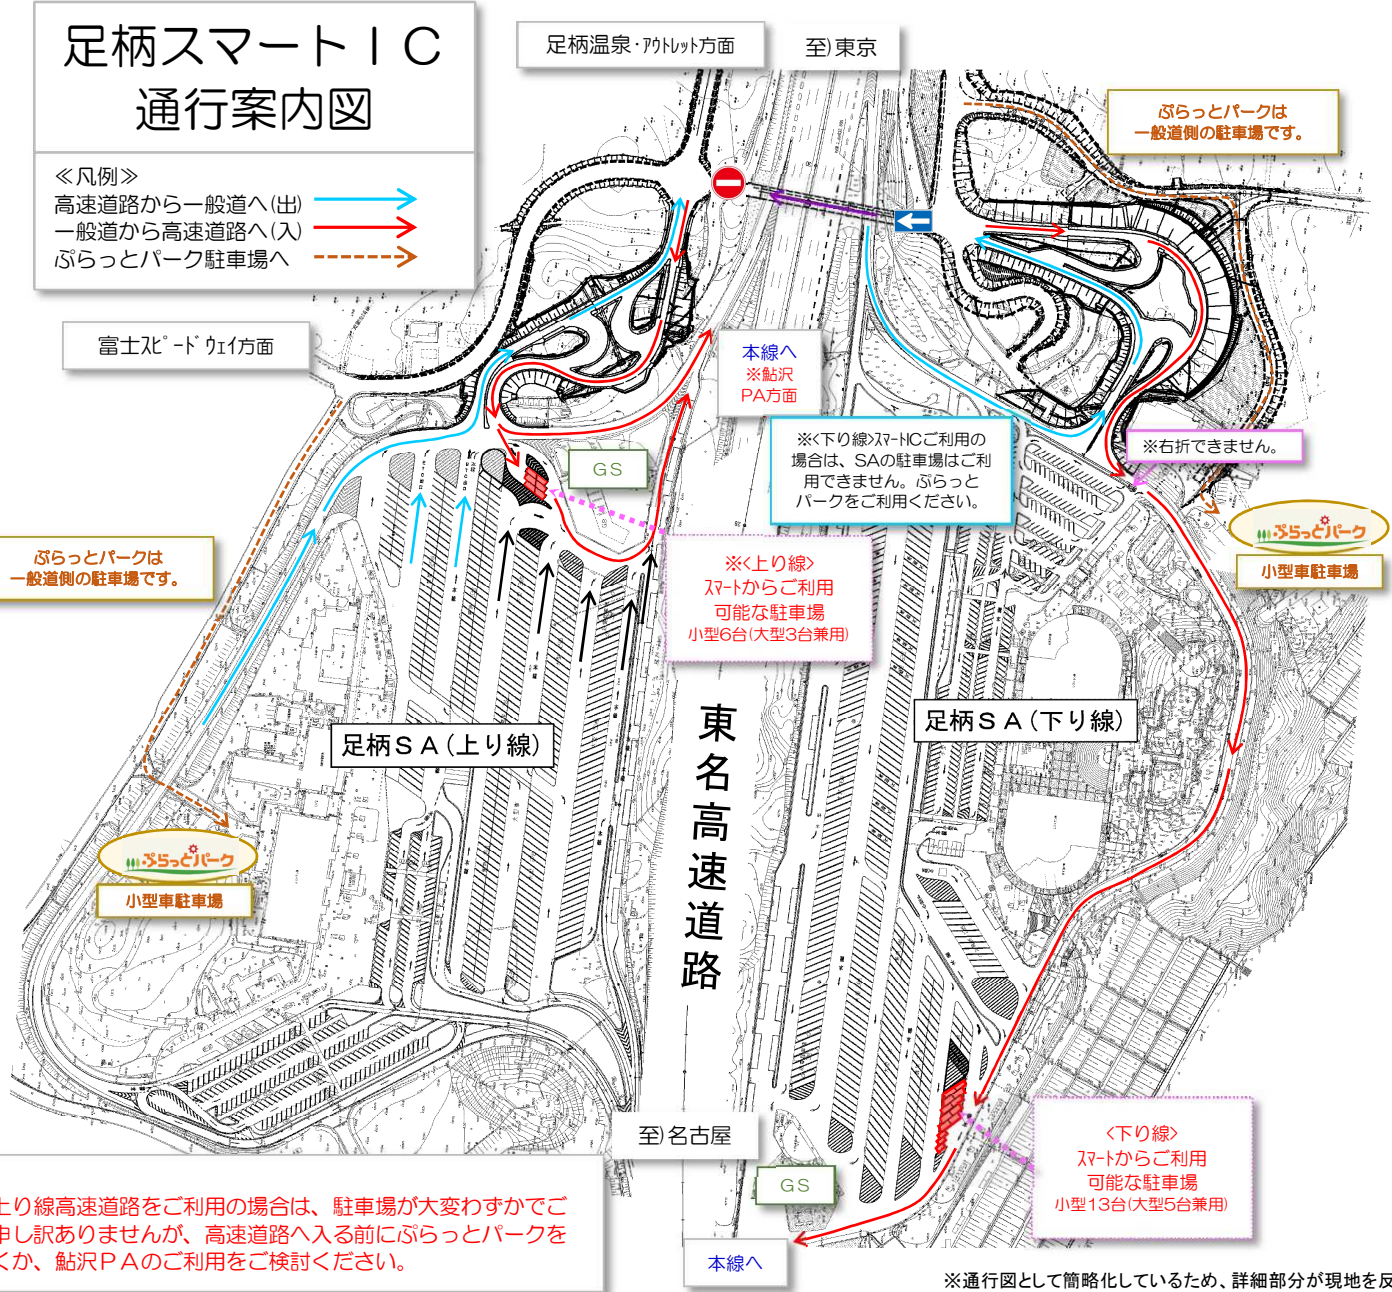 足柄スマートＩＣ
通行案内図
≪凡例≫
高速道路から一般道へ(出)
一般道から高速道路へ(入)
ぷらっとパーク駐車場へ
足柄温泉・ｱｳﾄﾚｯﾄ方面
至)東京
ぷらっとパークは
一般道側の駐車場です。
富士ｽﾋﾟｰﾄﾞｳｪｲ方面
本線へ
※鮎沢
PA方面
※<下り線>ｽﾏｰﾄICご利用の
場合は、SAの駐車場はご利
用できません。ぷらっと
パークをご利用ください。
※右折できません。
GS
ぷらっとパーク
小型車駐車場
ぷらっとパークは
一般道側の駐車場です。
※<上り線>
ｽﾏｰﾄからご利用
可能な駐車場
小型6台(大型3台兼用)
足柄ＳＡ(上り線)
足柄ＳＡ(下り線)
東名高速道路
ぷらっとパーク
小型車駐車場
至)名古屋
GS
<下り線>
ｽﾏｰﾄからご利用
可能な駐車場
小型13台(大型5台兼用)
上り線高速道路をご利用の場合は、駐車場が大変わずかでご
申し訳ありませんが、高速道路へ入る前にぷらっとパークを
くか、鮎沢ＰＡのご利用をご検討ください。
本線へ
※通行図として簡略化しているため、詳細部分が現地を反